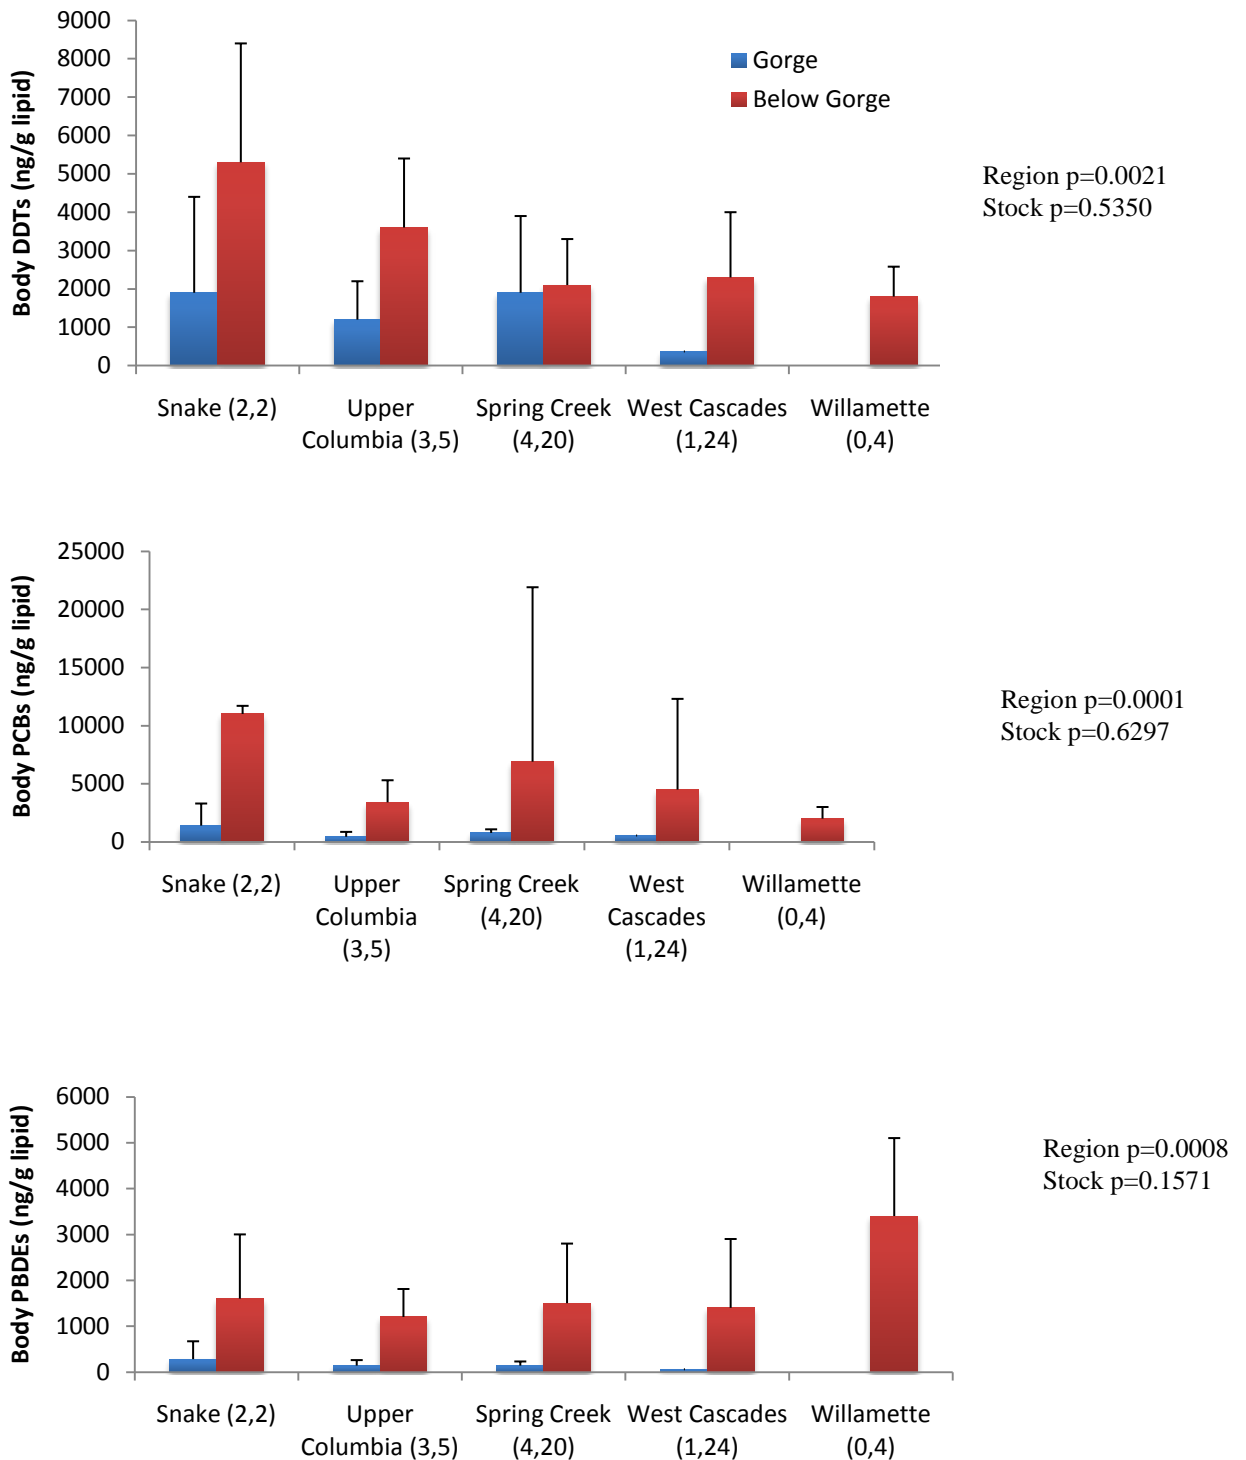 Body DDTs (ng/g lipid)
9000
8000
7000
6000
5000
4000
3000
2000
1000
0
Gorge
Below Gorge
Region p=0.0021
Stock p=0.5350
Snake (2,2)
Upper
Columbia (3,5)
Spring Creek
(4,20)
West Cascades
(1,24)
Willamette
(0,4)
Body PCBs (ng/g lipid)
25000
20000
15000
10000
5000
0
Region p=0.0001
Stock p=0.6297
Snake (2,2)
Upper
Columbia
(3,5)
Spring Creek
(4,20)
West
Cascades
(1,24)
Willamette
(0,4)
Body PBDEs (ng/g lipid)
6000
5000
4000
3000
2000
1000
0
Region p=0.0008
Stock p=0.1571
Snake (2,2)
Upper
Columbia (3,5)
Spring Creek
(4,20)
West Cascades
(1,24)
Willamette
(0,4)